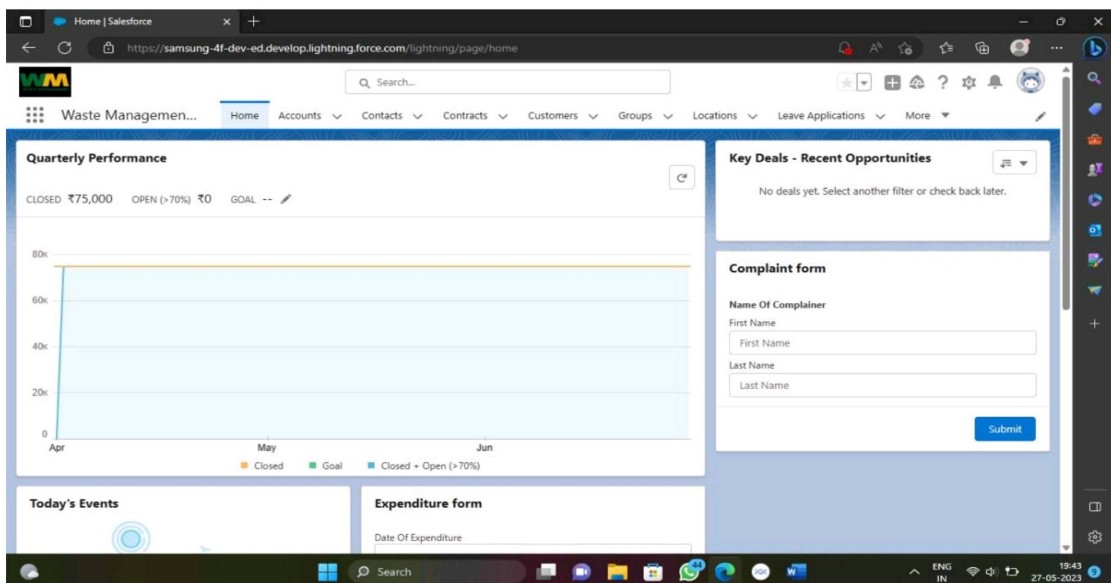 Home | Salesforce
https://samsung-4f-dev-ed.develop.lightning.force.com/lightning/page/home
WM
Search...
Waste Managemen... Home Accounts Contacts Contracts Customers Groups Locations Leave Applications More
Quarterly Performance
CLOSED ₹75,000 OPEN (>70%) ₹0 GOAL --
80K
60K
40K
20K
0
Apr May Jun
Closed Goal Closed + Open (>70%)
Key Deals - Recent Opportunities
No deals yet. Select another filter or check back later.
Complaint form
Name Of Complainer
First Name
First Name
Last Name
Last Name
Submit
Today's Events
Expenditure form
Date Of Expenditure
Search
ENG
IN
19:43
27-05-2023
9